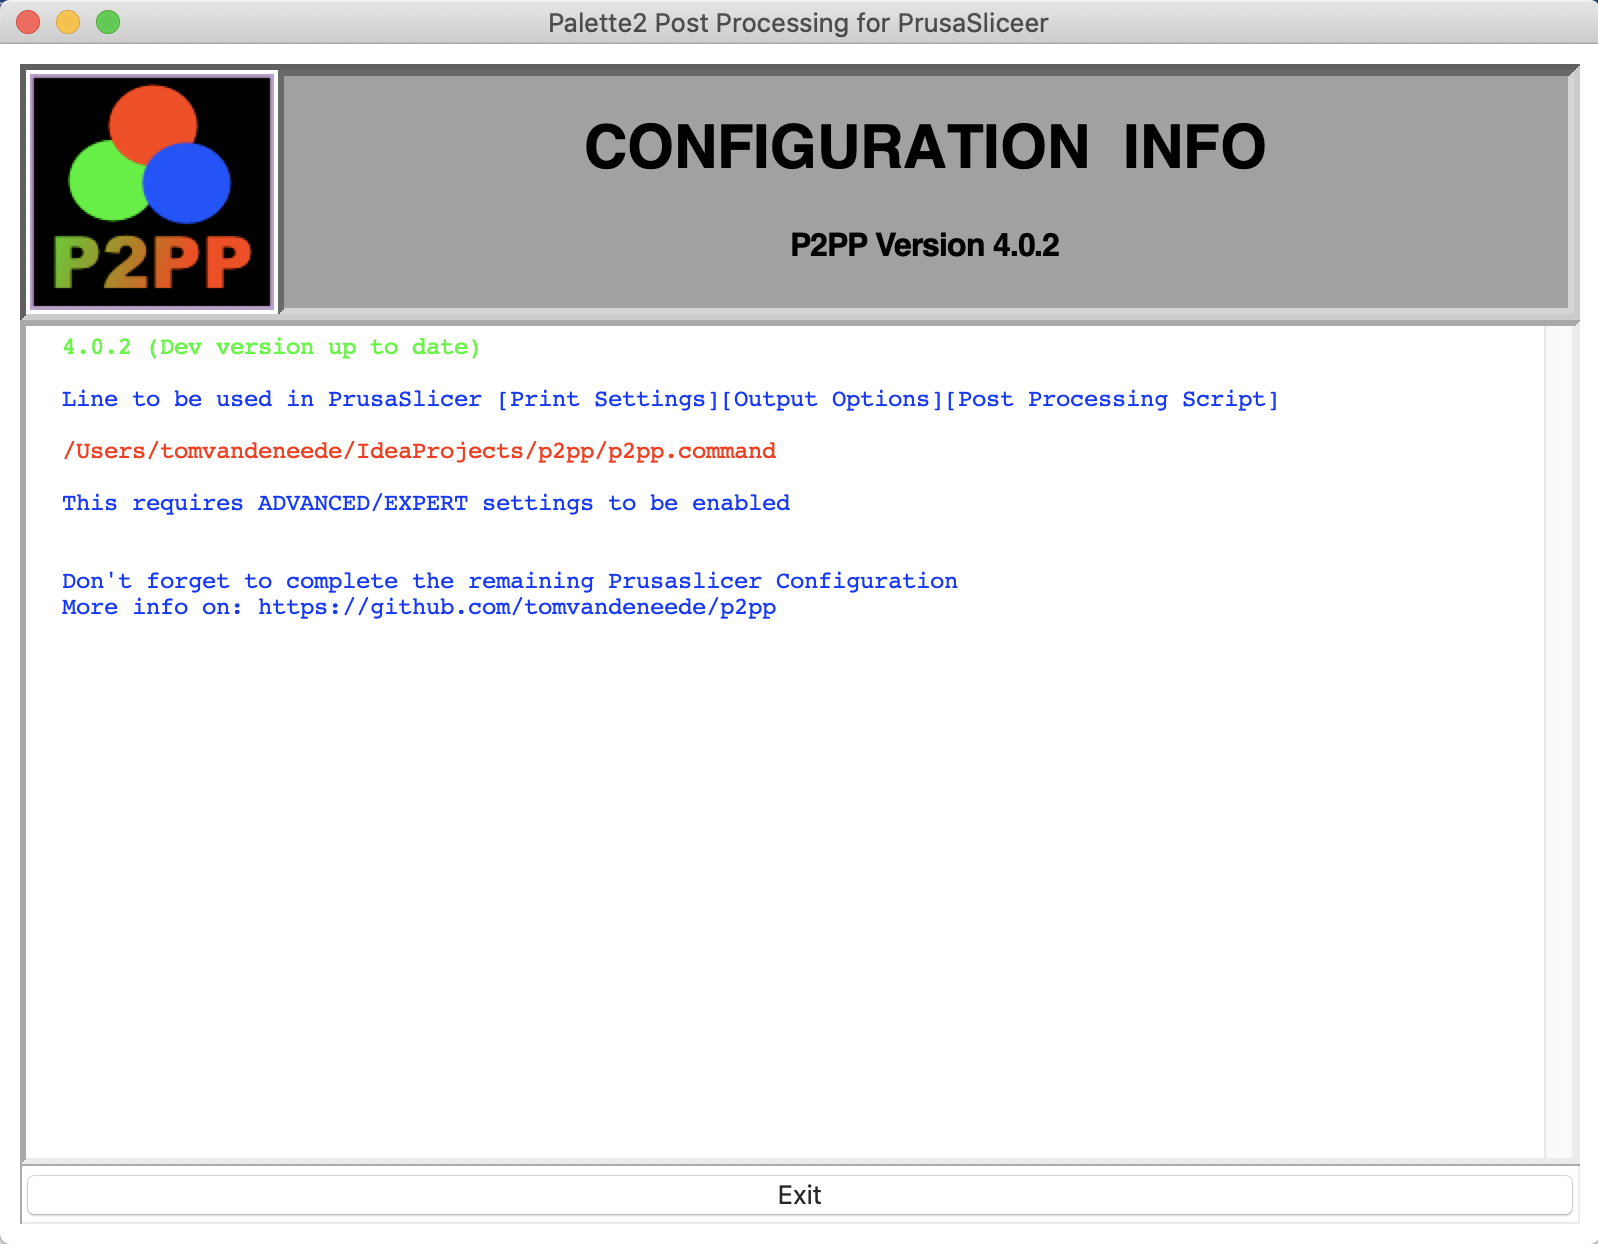 Palette2 Post Processing for PrusaSliceer
P2PP
CONFIGURATION INFO
P2PP Version 4.0.2
4.0.2 (Dev version up to date)
Line to be used in PrusaSlicer [Print Settings][Output Options][Post Processing Script]
/Users/tomvandeneede/IdeaProjects/p2pp/p2pp.command
This requires ADVANCED/EXPERT settings to be enabled
Don't forget to complete the remaining Prusaslicer Configuration
More info on: https://github.com/tomvandeneede/p2pp
Exit